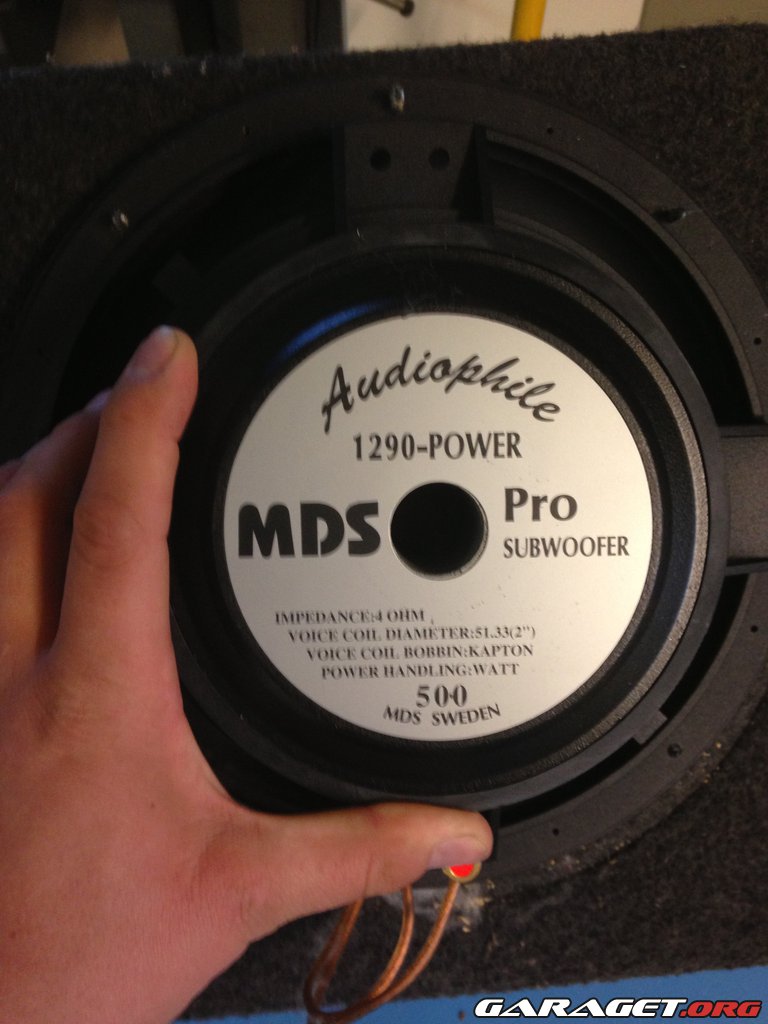 Audiophile
1290-POWER
MDS
Pro
SUBWOOFER
IMPEDANCE:4 OHM
VOICE COIL DIAMETER:51.33(2")
VOICE COIL BOBBIN:KAPTON
POWER HANDLING:WATT
500
MDS SWEDEN
GARAGET.ORG